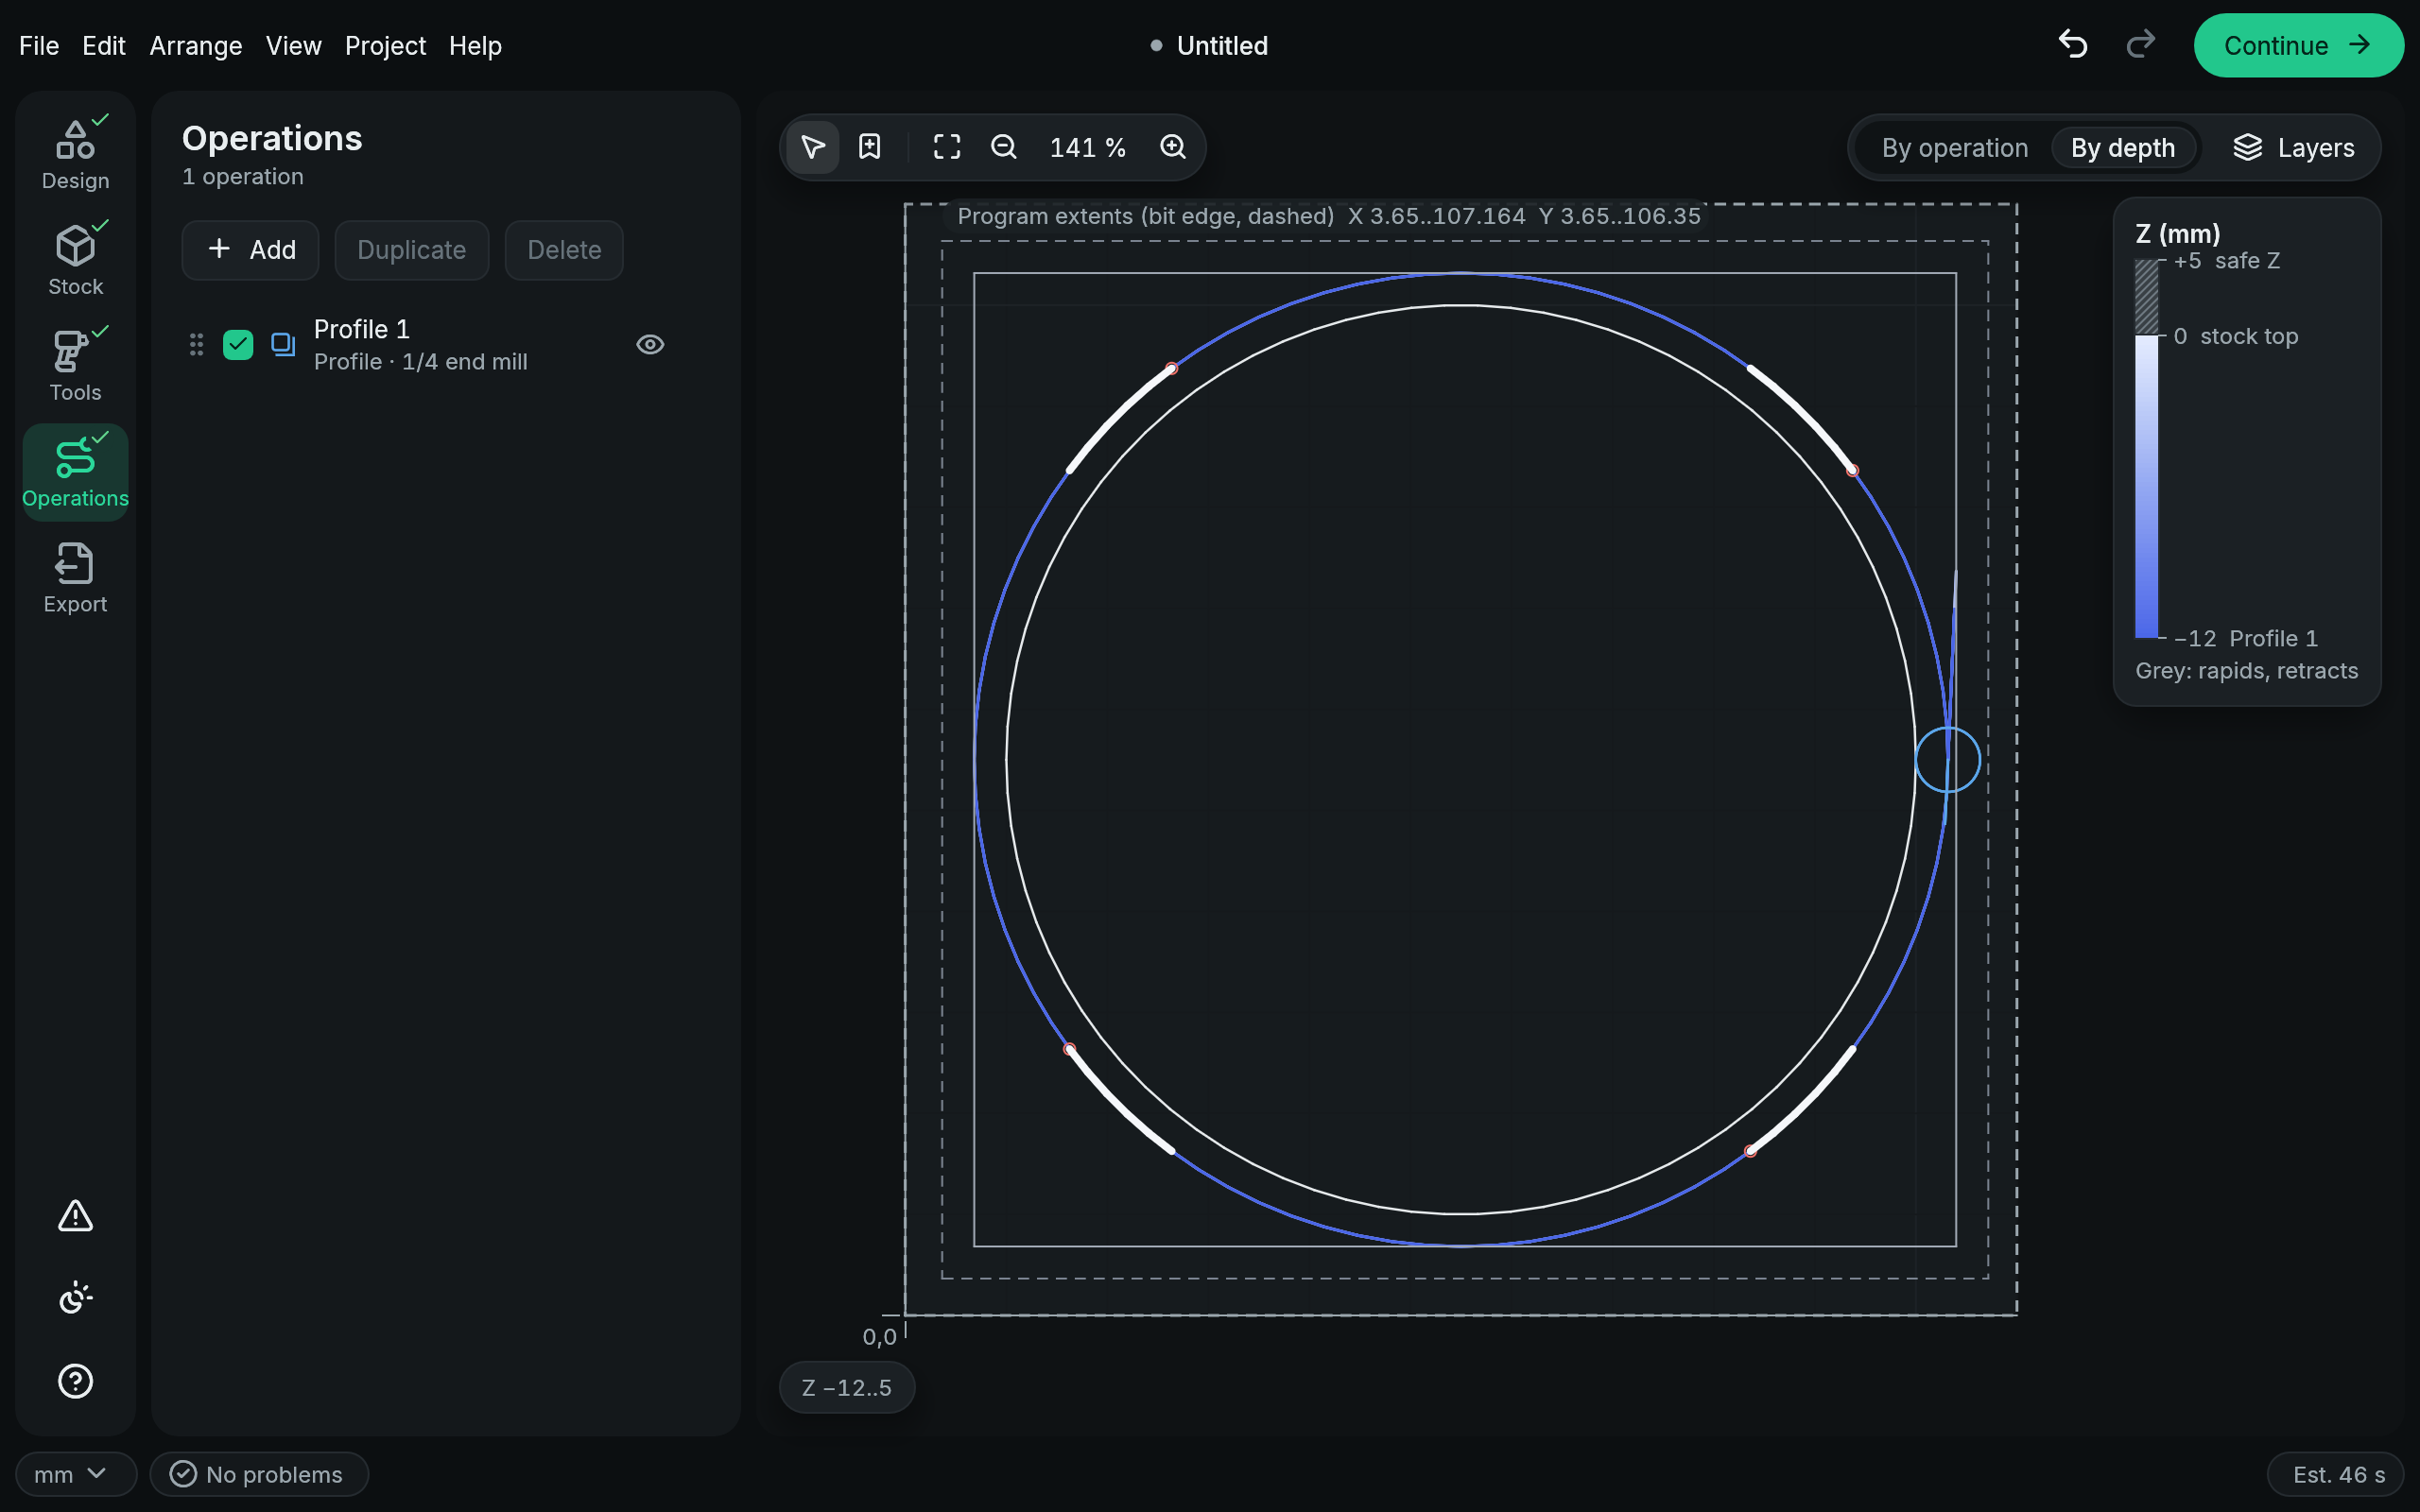 File Edit Arrange View Project Help
Untitled
Continue
Design
Stock
Tools
Operations
Export
Operations
1 operation
Add Duplicate Delete
Profile 1
Profile · 1/4 end mill
141 %
By operation By depth Layers
Program extents (bit edge, dashed) X 3.65..107.164 Y 3.65..106.35
Z (mm)
+5 safe Z
0 stock top
−12 Profile 1
Grey: rapids, retracts
0,0
Z −12..5
mm
No problems
Est. 46 s